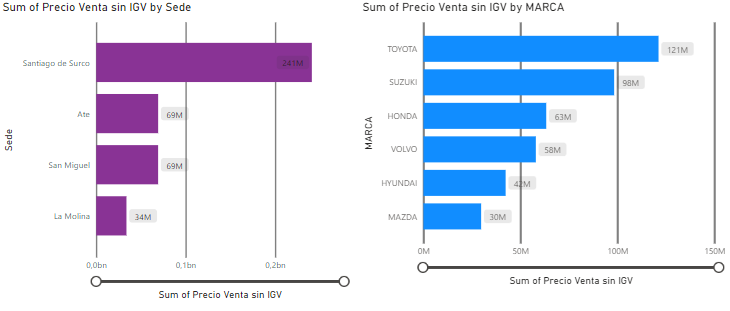 Sum of Precio Venta sin IGV by Sede
Sede
Santiago de Surco 241M
Ate 69M
San Miguel 69M
La Molina 34M
0,0bn 0,1bn 0,2bn
Sum of Precio Venta sin IGV
Sum of Precio Venta sin IGV by MARCA
MARCA
TOYOTA 121M
SUZUKI 98M
HONDA 63M
VOLVO 58M
HYUNDAI 42M
MAZDA 30M
0M 50M 100M 150M
Sum of Precio Venta sin IGV